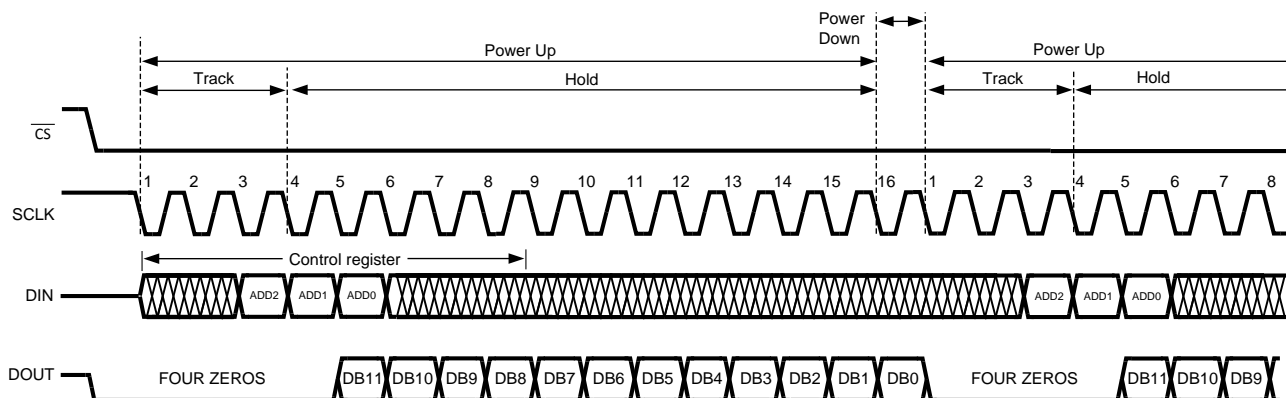 Power
Down
Power Up Power Up
Track Hold Track Hold
CS
1 2 3 4 5 6 7 8 9 10 11 12 13 14 15 16 1 2 3 4 5 6 7 8
SCLK
Control register
DIN ADD2 ADD1 ADD0 ADD2 ADD1 ADD0
DOUT FOUR ZEROS DB11 DB10 DB9 DB8 DB7 DB6 DB5 DB4 DB3 DB2 DB1 DB0 FOUR ZEROS DB11 DB10 DB9